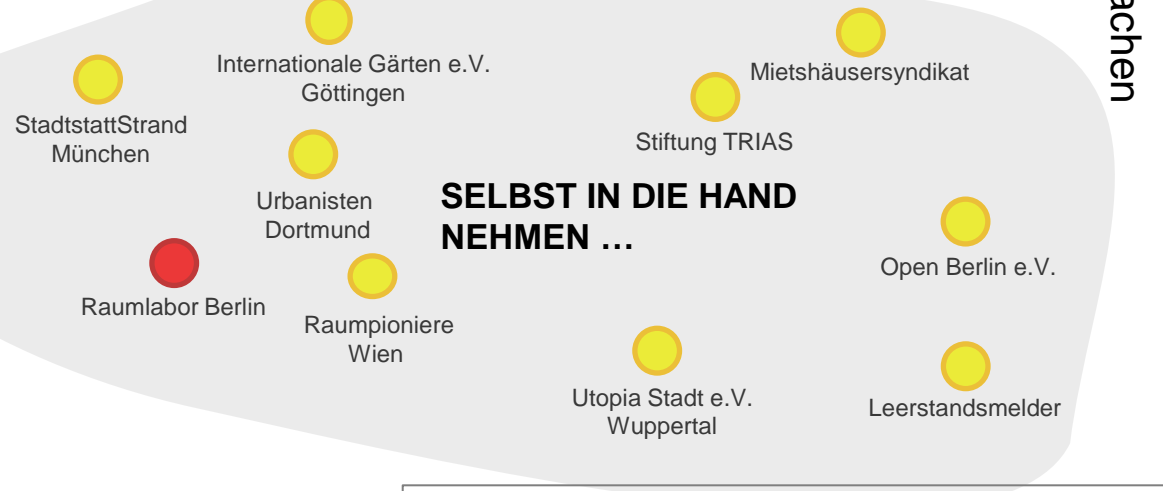 achen
Internationale Gärten e.V.
Göttingen
Mietshäusersyndikat
StadtstattStrand
München
Stiftung TRIAS
Urbanisten
Dortmund
SELBST IN DIE HAND
NEHMEN …
Open Berlin e.V.
Raumlabor Berlin
Raumpioniere
Wien
Utopia Stadt e.V.
Wuppertal
Leerstandsmelder